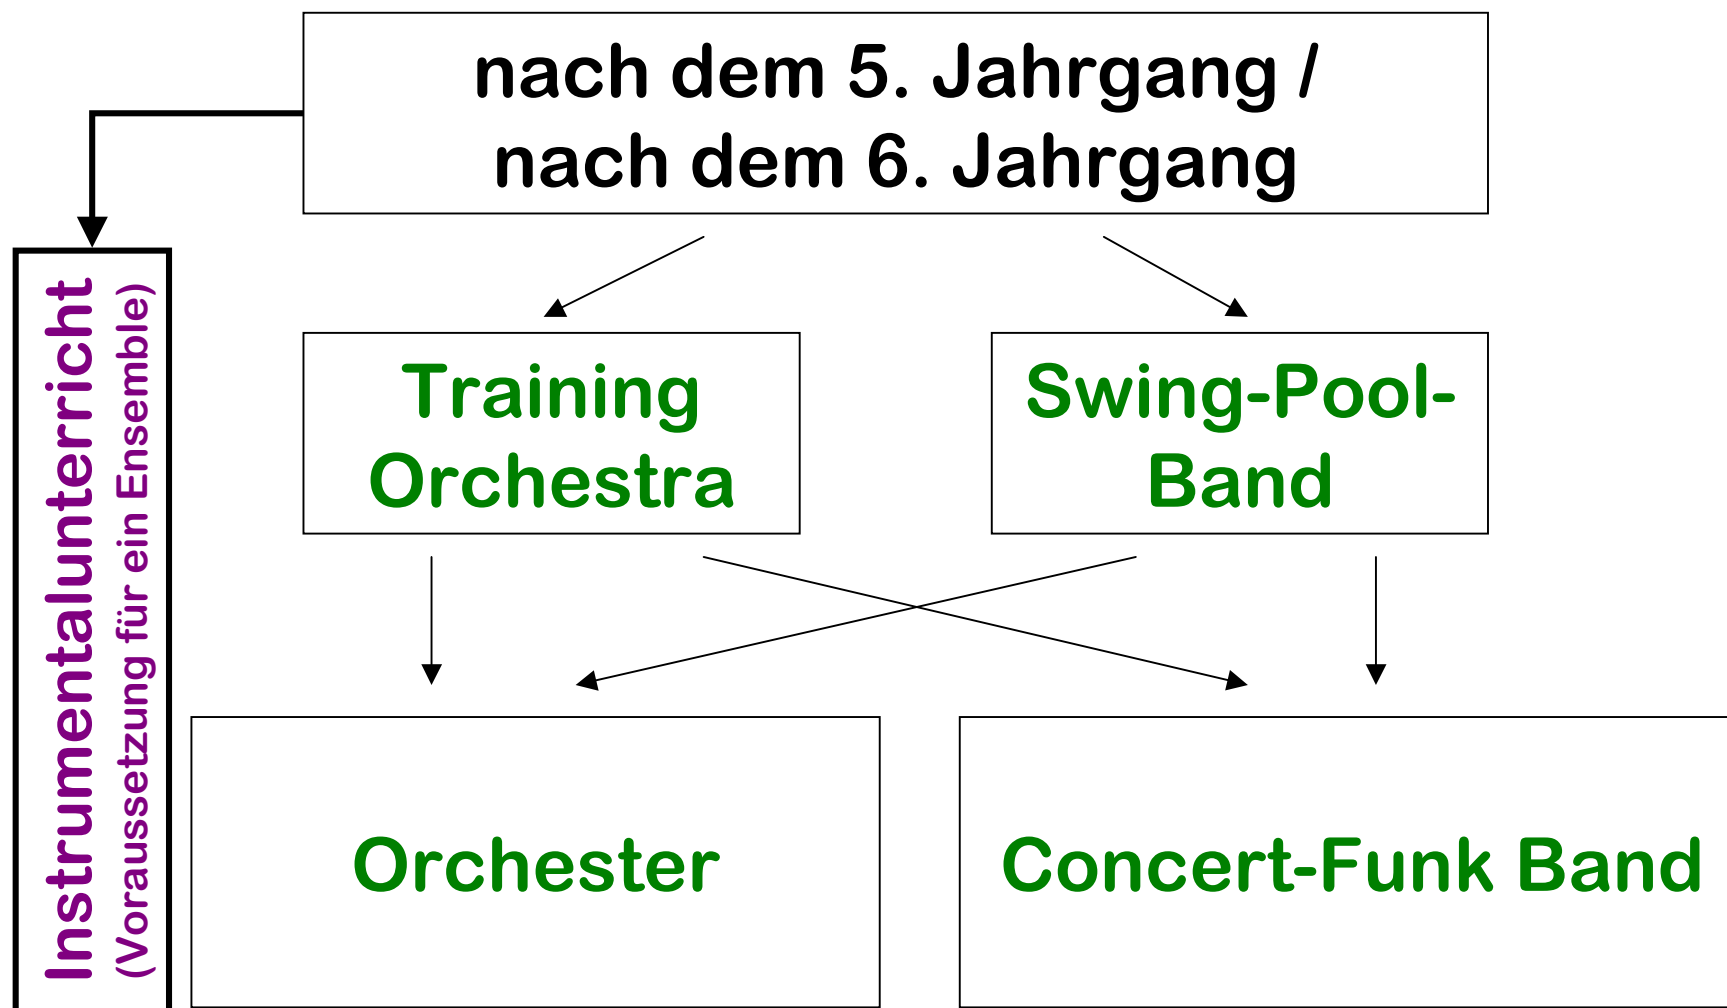 nach dem 5. Jahrgang /
nach dem 6. Jahrgang
Instrumentalunterricht
(Voraussetzung für ein Ensemble)
Training
Orchestra
Swing-Pool-
Band
Orchester
Concert-Funk Band